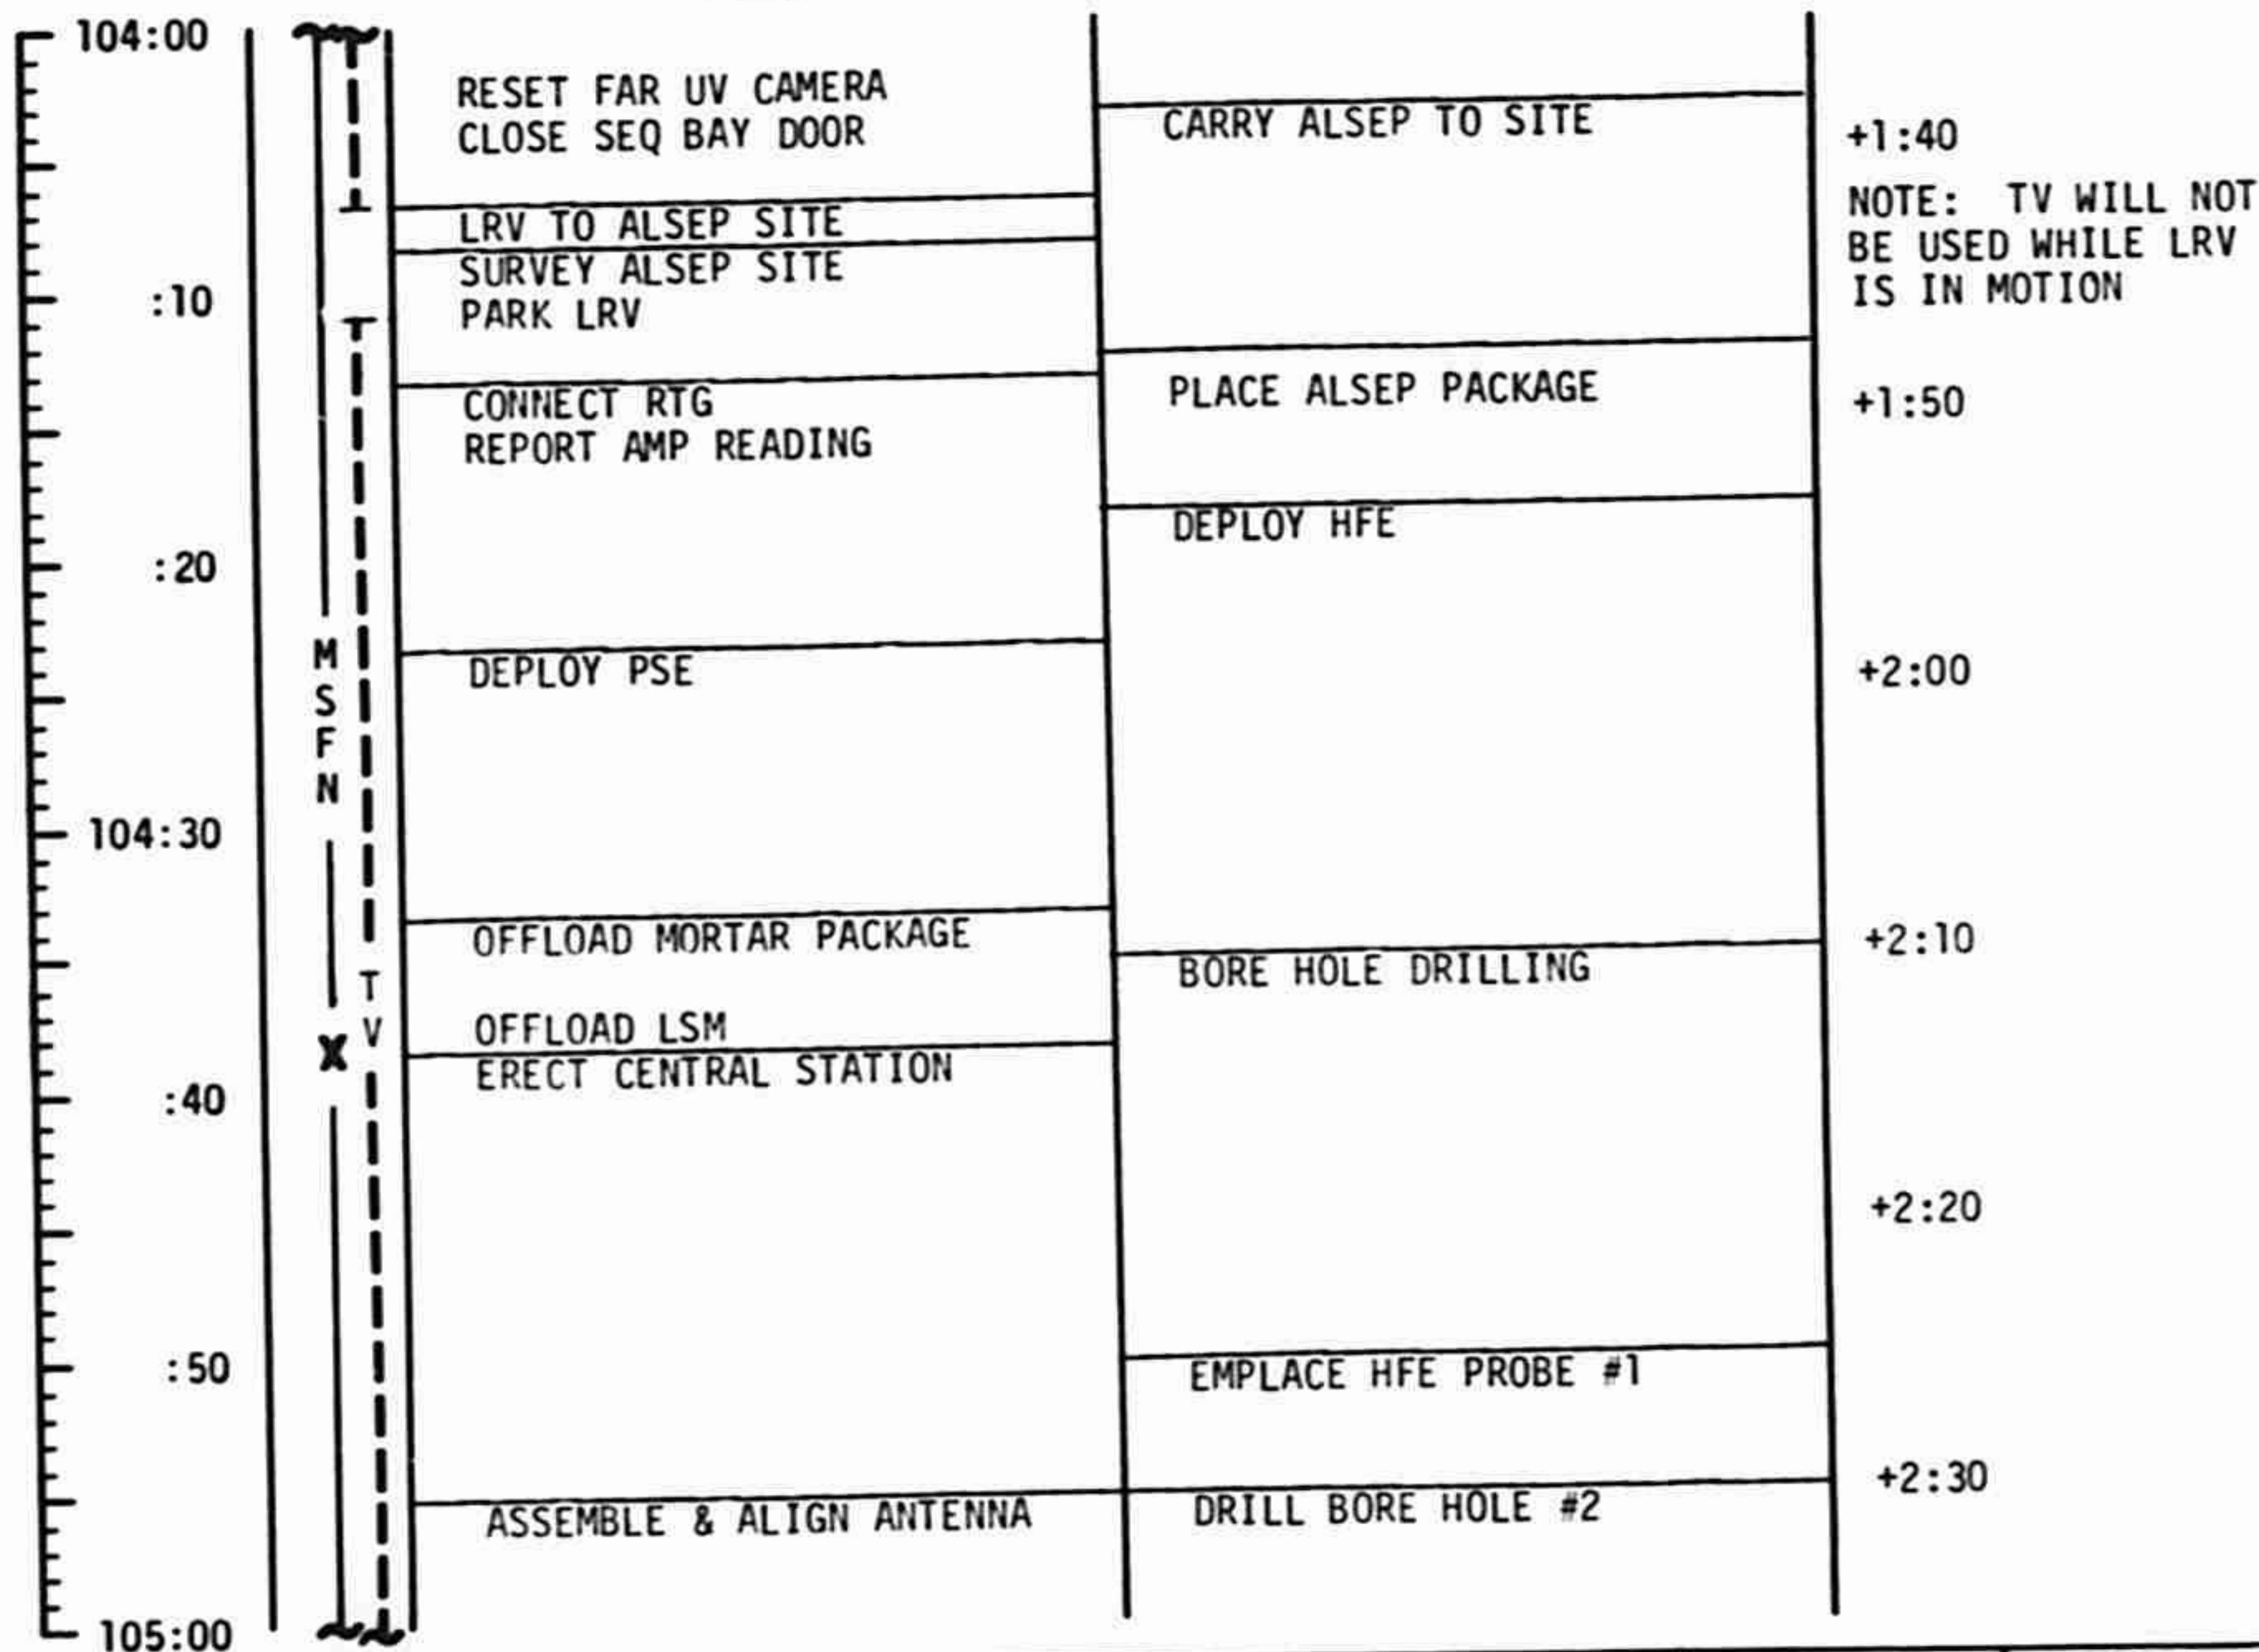 104:00
:10
:20
104:30
:40
:50
105:00
MSFN
X
TV
RESET FAR UV CAMERA
CLOSE SEQ BAY DOOR
LRV TO ALSEP SITE
SURVEY ALSEP SITE
PARK LRV
CONNECT RTG
REPORT AMP READING
DEPLOY PSE
OFFLOAD MORTAR PACKAGE
OFFLOAD LSM
ERECT CENTRAL STATION
ASSEMBLE & ALIGN ANTENNA
CARRY ALSEP TO SITE
PLACE ALSEP PACKAGE
DEPLOY HFE
BORE HOLE DRILLING
EMPLACE HFE PROBE #1
DRILL BORE HOLE #2
+1:40
NOTE: TV WILL NOT
BE USED WHILE LRV
IS IN MOTION
+1:50
+2:00
+2:10
+2:20
+2:30